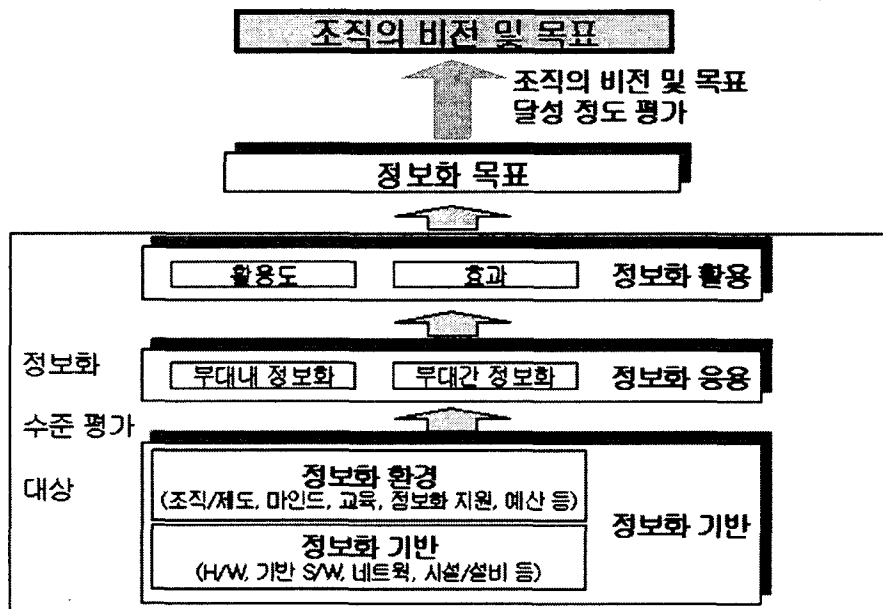 조직의 비전 및 목표
조직의 비전 및 목표
달성 정도 평가
정보화 목표
활용도 효과 정보화 활용
정보화
수준 평가
대상
부대내 정보화 부대간 정보화 정보화 응용
정보화 환경
(조직/제도, 마인드, 교육, 정보화 지원, 예산 등)
정보화 기반
정보화 기반
(H/W, 기반 S/W, 네트웍, 시설/설비 등)